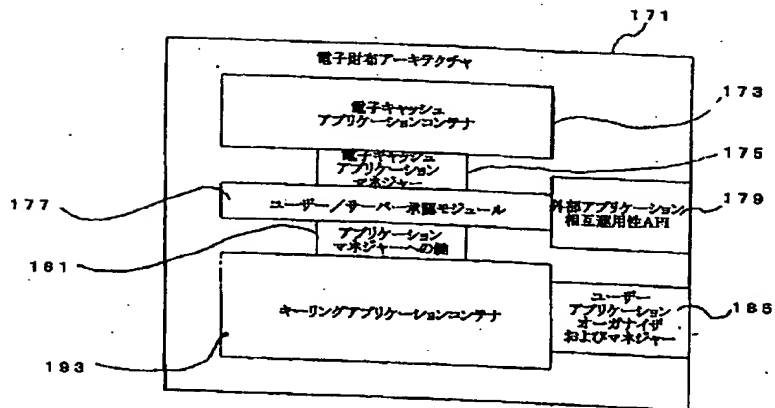 171
電子財布アーキテクチャ
電子キャッシュ
アプリケーションコンテナ
173
電子キャッシュ
アプリケーション
マネジャー
175
177
ユーザー/サーバー承認モジュール
外部アプリケーション
相互運用性API
179
181
アプリケーション
マネジャーへの鍵
キーリングアプリケーションコンテナ
193
ユーザー
アプリケーション
オーガナイザ
およびマネジャー
185